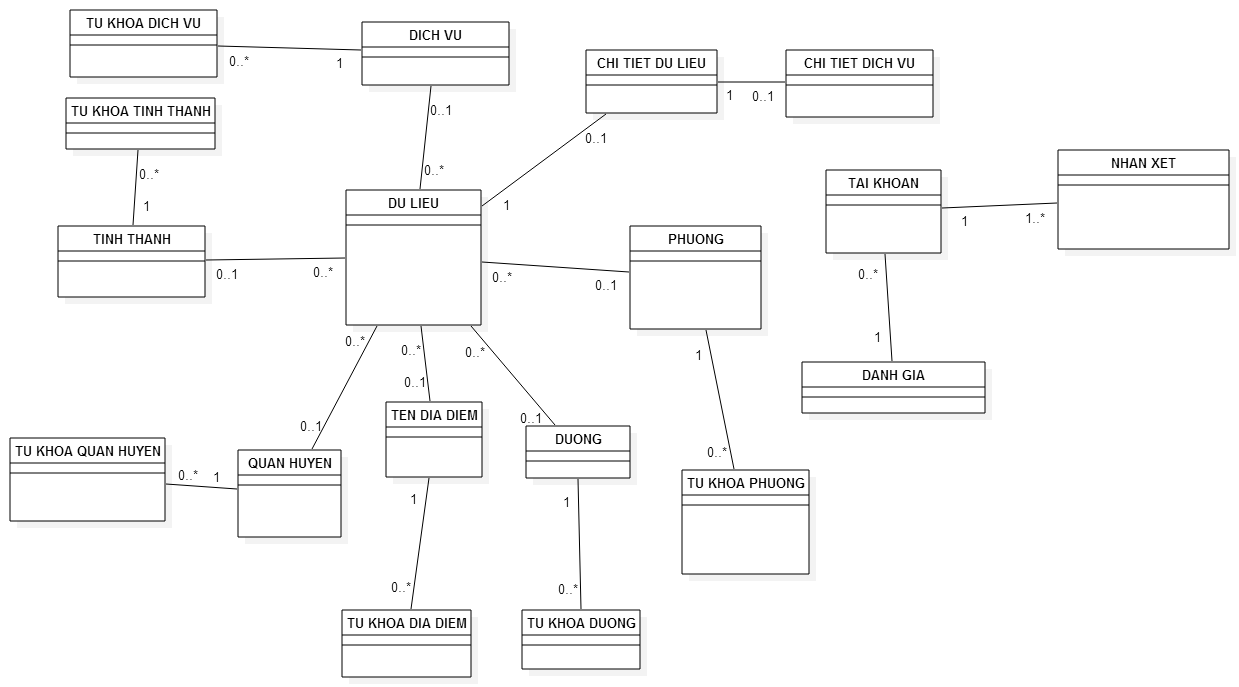 TU KHOA DICH VU
DICH VU
0..*
1
CHI TIET DU LIEU
CHI TIET DICH VU
1
0..1
TU KHOA TINH THANH
0..1
0..1
0..*
0..*
1
DU LIEU
1
TAI KHOAN
NHAN XET
1
1..*
TINH THANH
0..1
0..*
PHUONG
0..*
0..1
0..*
1
DANH GIA
0..*
0..*
0..*
0..1
0..1
0..1
TEN DIA DIEM
DUONG
1
0..*
TU KHOA PHUONG
TU KHOA QUAN HUYEN
0..*
1
QUAN HUYEN
1
1
0..*
0..*
TU KHOA DIA DIEM
TU KHOA DUONG